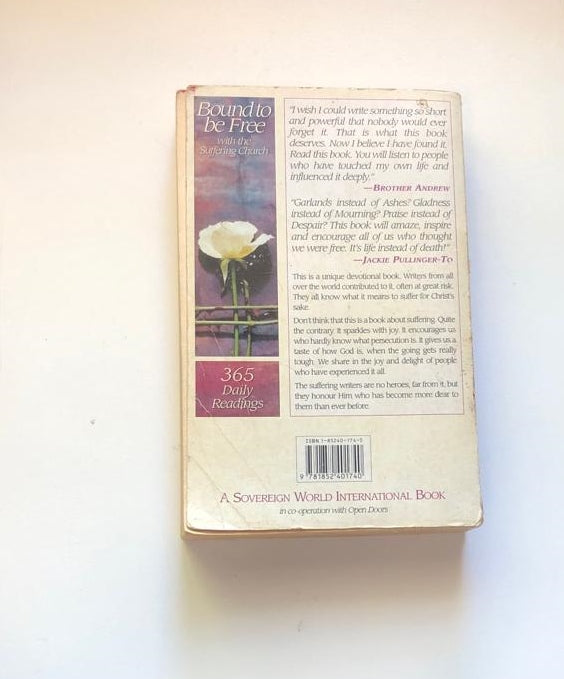 Bound to
be Free
with the
Suffering Church
365
Daily
Readings
"I wish I could write something so short
and powerful that nobody would ever
forget it. That is what this book
deserves. Now I believe I have found it.
Read this book. You will listen to people
who have touched my own life and
influenced it deeply."
—BROTHER ANDREW
"Garlands instead of Ashes? Gladness
instead of Mourning? Praise instead of
Despair? This book will amaze, inspire
and encourage all of us who thought
we were free. It's life instead of death!"
—JACKIE PULLINGER-TO
This is a unique devotional book. Writers from all
over the world contributed to it, often at great risk.
They all know what it means to suffer for Christ's
sake.
Don't think that this is a book about suffering. Quite
the contrary. It sparkles with joy. It encourages us
who hardly know what persecution is. It gives us a
taste of how God is, when the going gets really
tough. We share in the joy and delight of people
who have experienced it all.
The suffering writers are no heroes, far from it, but
they honour Him who has become more dear to
them than ever before.
ISBN 1-85240-174-0
9 781852 401740
A SOVEREIGN WORLD INTERNATIONAL BOOK
in co-operation with Open Doors